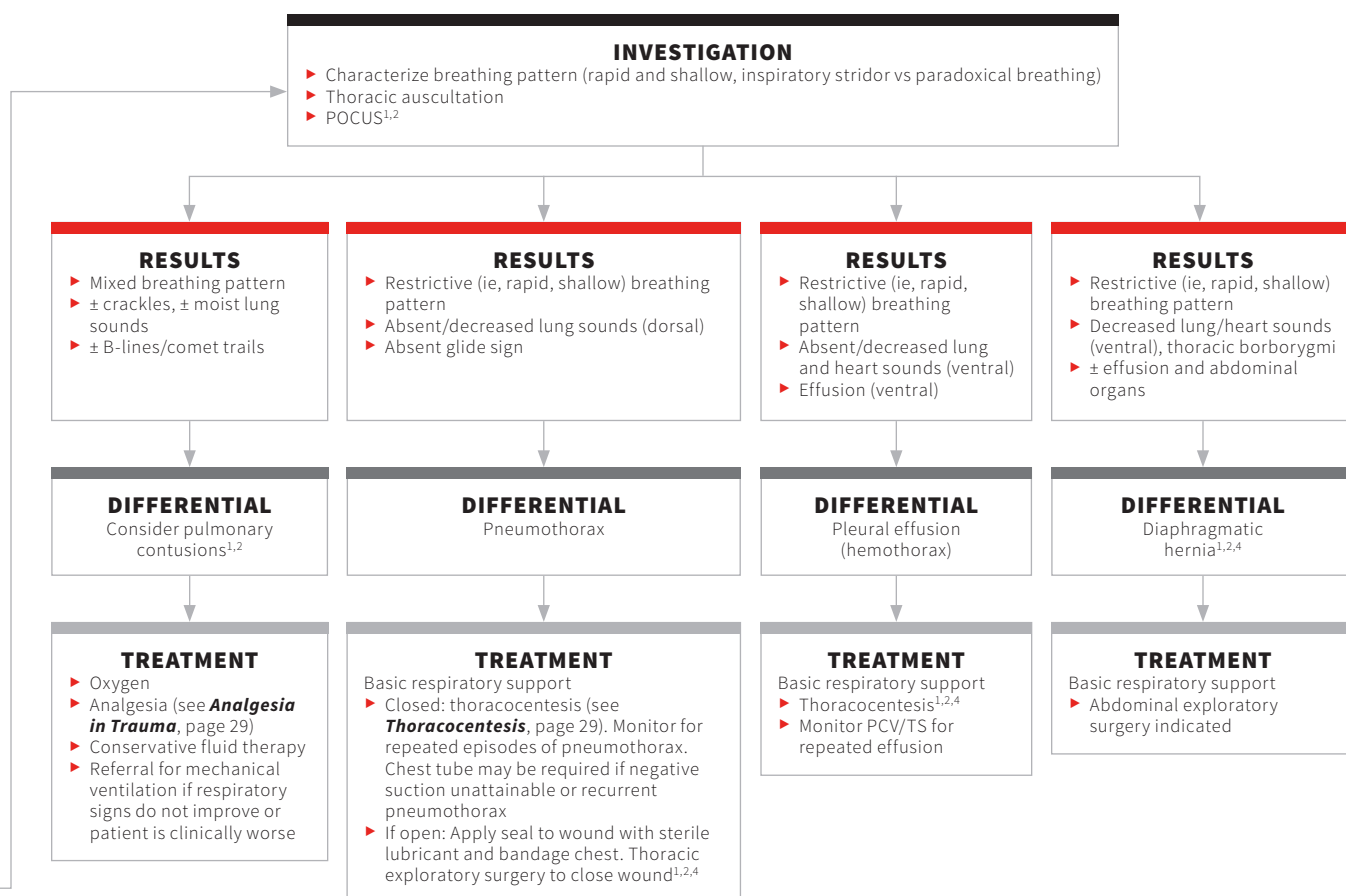 INVESTIGATION
► Characterize breathing pattern (rapid and shallow, inspiratory stridor vs paradoxical breathing)
► Thoracic auscultation
► POCUS1,2
RESULTS
► Mixed breathing pattern
► ± crackles, ± moist lung
sounds
► ± B-lines/comet trails
RESULTS
► Restrictive (ie, rapid, shallow) breathing
pattern
► Absent/decreased lung sounds (dorsal)
► Absent glide sign
RESULTS
► Restrictive (ie, rapid,
shallow) breathing
pattern
► Absent/decreased lung
and heart sounds (ventral)
► Effusion (ventral)
RESULTS
► Restrictive (ie, rapid, shallow)
breathing pattern
► Decreased lung/heart sounds
(ventral), thoracic borborygmi
► ± effusion and abdominal
organs
DIFFERENTIAL
Consider pulmonary
contusions1,2
DIFFERENTIAL
Pneumothorax
DIFFERENTIAL
Pleural effusion
(hemothorax)
DIFFERENTIAL
Diaphragmatic
hernia1,2,4
TREATMENT
► Oxygen
► Analgesia (see Analgesia
in Trauma, page 29)
► Conservative fluid therapy
► Referral for mechanical
ventilation if respiratory
signs do not improve or
patient is clinically worse
TREATMENT
Basic respiratory support
► Closed: thoracocentesis (see
Thoracocentesis, page 29). Monitor for
repeated episodes of pneumothorax.
Chest tube may be required if negative
suction unattainable or recurrent
pneumothorax
► If open: Apply seal to wound with sterile
lubricant and bandage chest. Thoracic
exploratory surgery to close wound1,2,4
TREATMENT
Basic respiratory support
► Thoracocentesis1,2,4
► Monitor PCV/TS for
repeated effusion
TREATMENT
Basic respiratory support
► Abdominal exploratory
surgery indicated